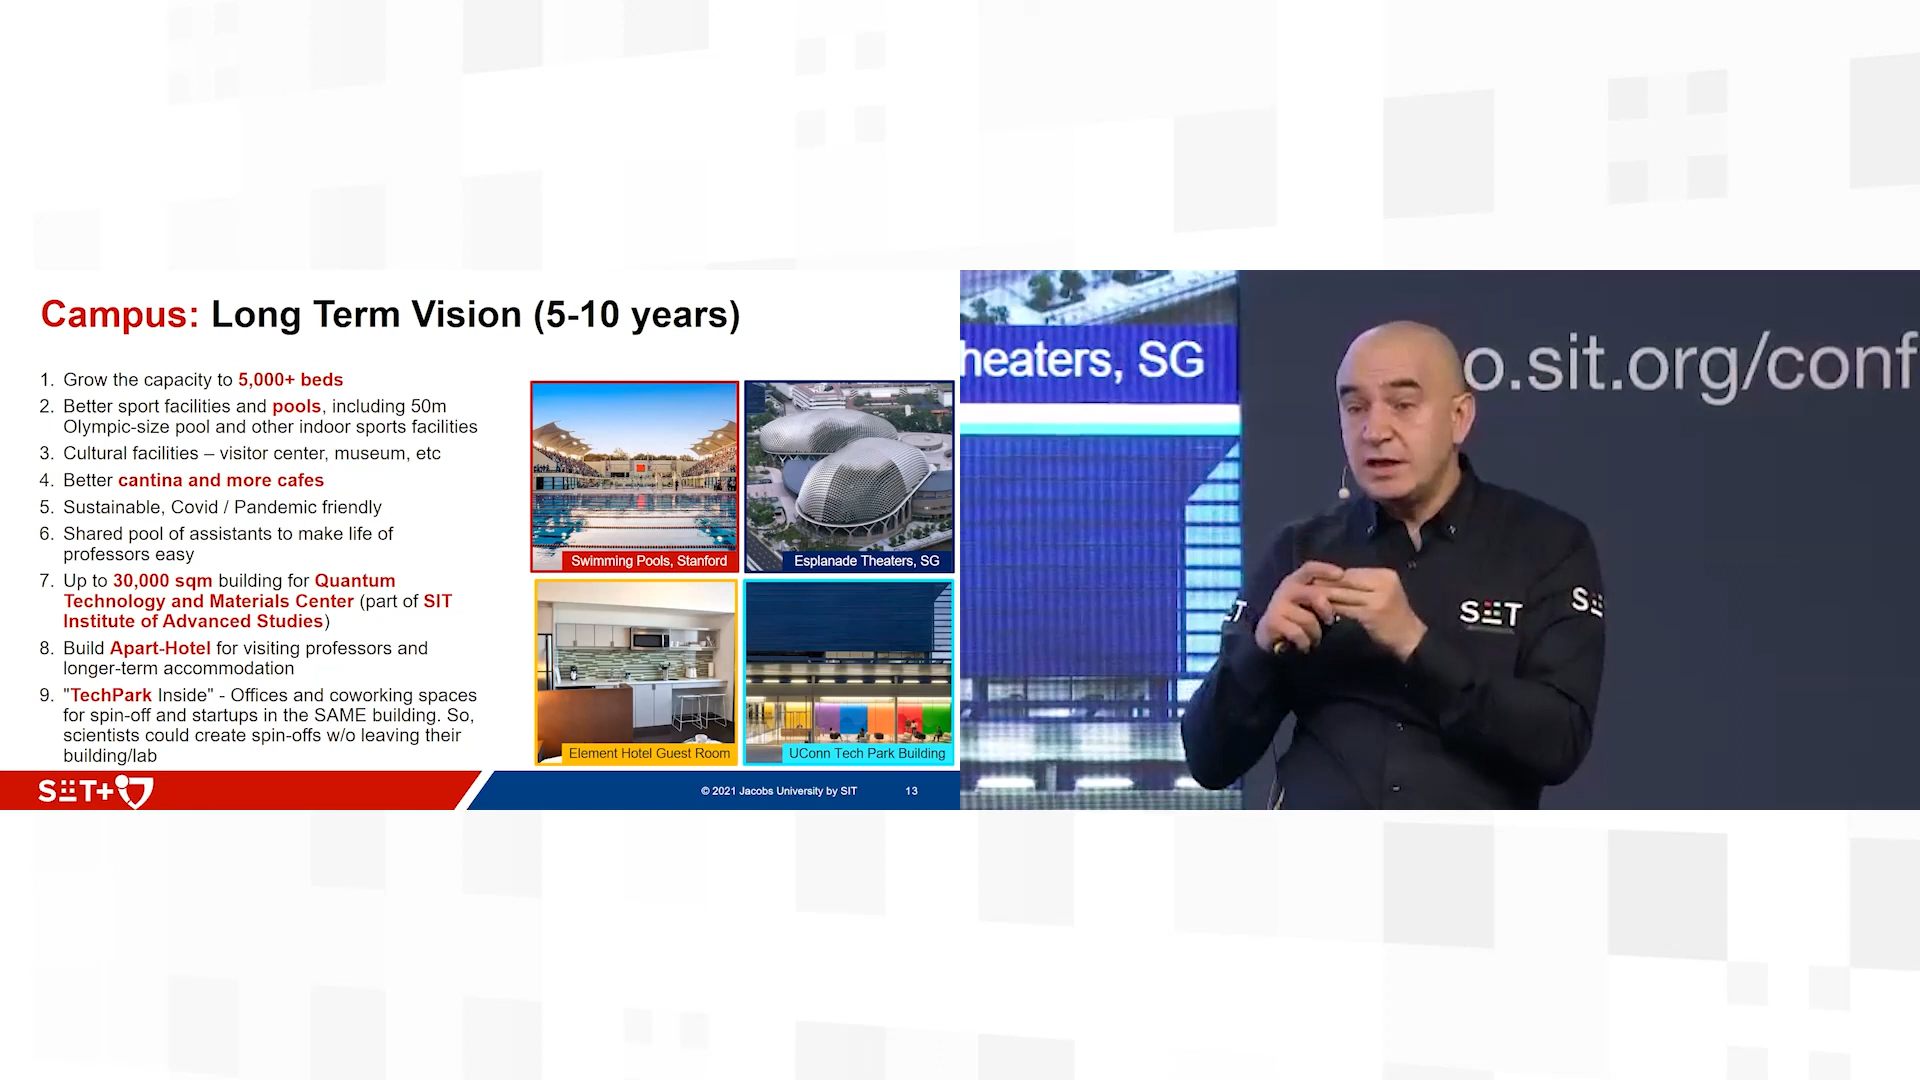 Campus: Long Term Vision (5-10 years)
1. Grow the capacity to 5,000+ beds
2. Better sport facilities and pools, including 50m
Olympic-size pool and other indoor sports facilities
3. Cultural facilities – visitor center, museum, etc
4. Better cantina and more cafes
5. Sustainable, Covid / Pandemic friendly
6. Shared pool of assistants to make life of
professors easy
7. Up to 30,000 sqm building for Quantum
Technology and Materials Center (part of SIT
Institute of Advanced Studies)
8. Build Apart-Hotel for visiting professors and
longer-term accommodation
9. "TechPark Inside" - Offices and coworking spaces
for spin-off and startups in the SAME building. So,
scientists could create spin-offs w/o leaving their
building/lab
Swimming Pools, Stanford
Esplanade Theaters, SG
Element Hotel Guest Room
UConn Tech Park Building
SIT+
© 2021 Jacobs University by SIT
13
heaters, SG
o.sit.org/conf
SIT